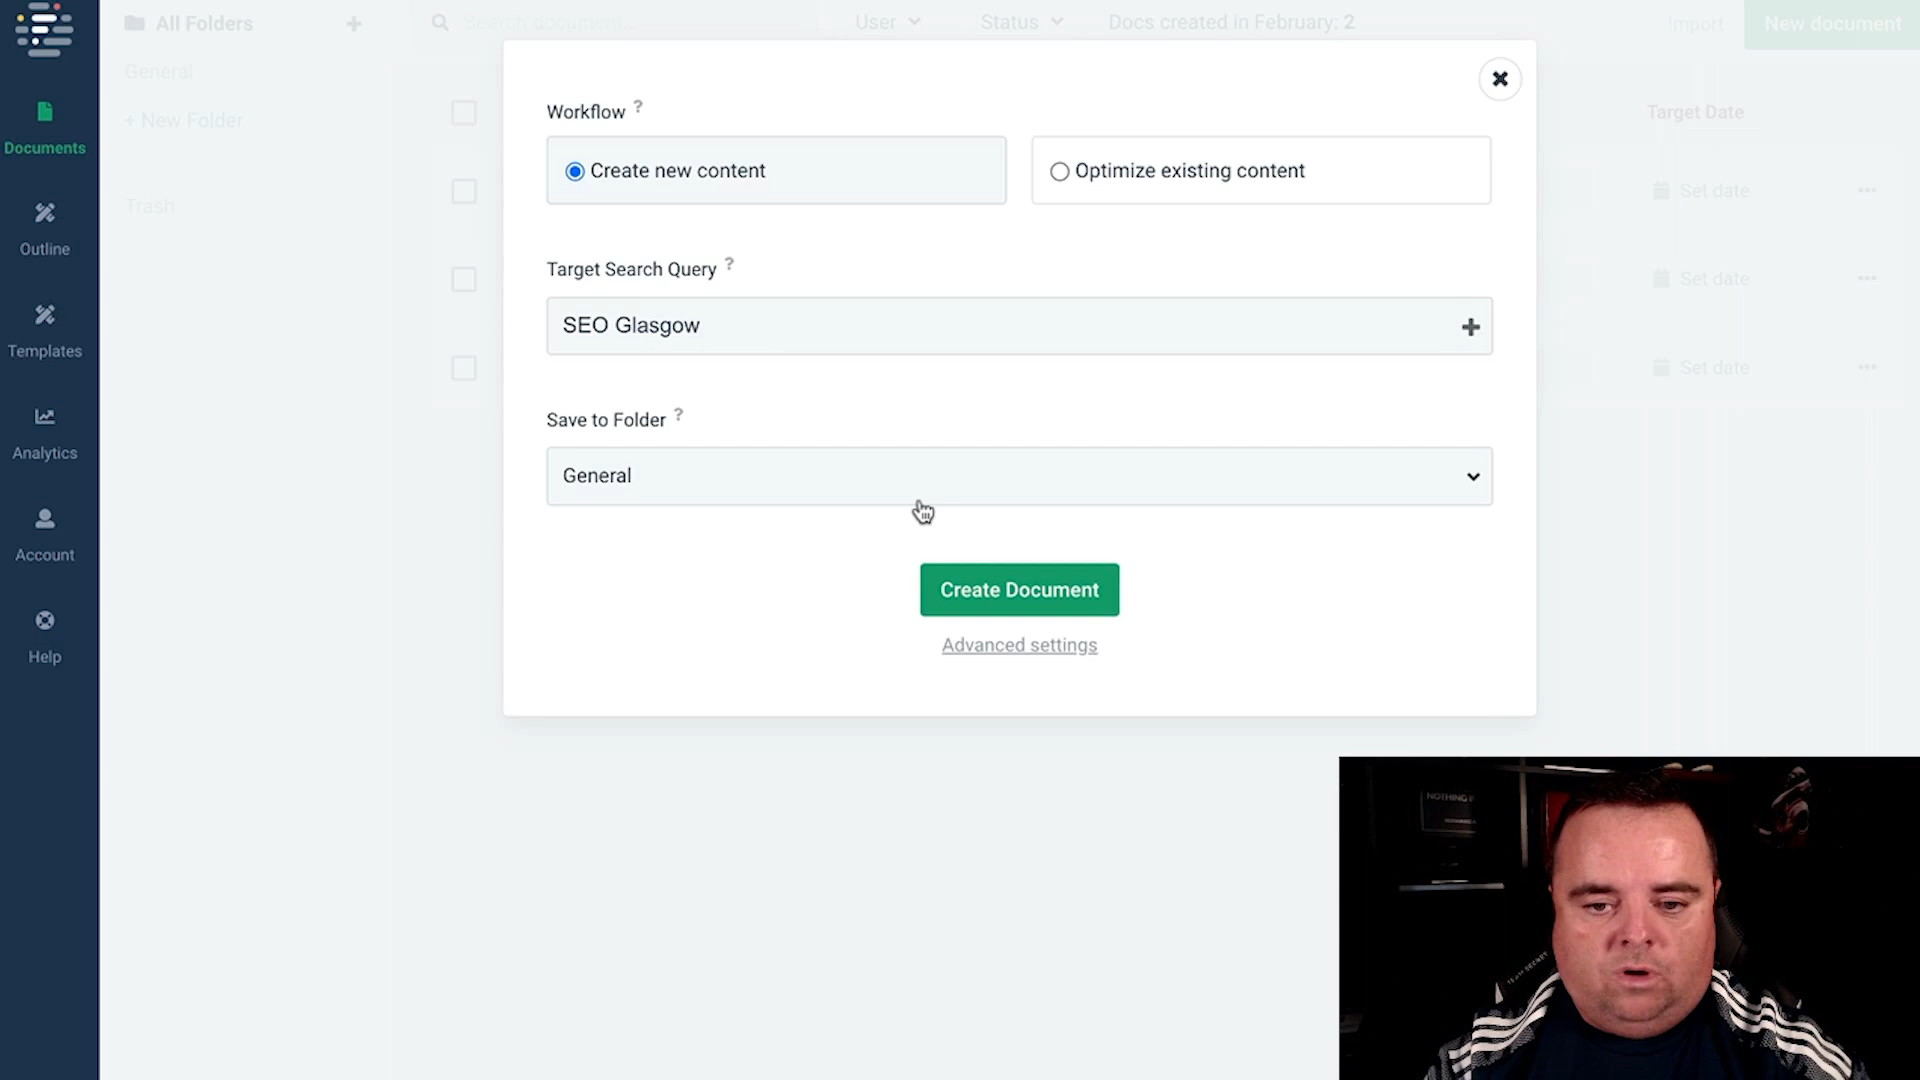 All Folders
+
Search document...
User
Status
Docs created in February: 2
Import
New document
General
+ New Folder
Trash
Documents
Outline
Templates
Analytics
Account
Help
Target Date
Set date
Set date
Set date
Workflow ?
Create new content
Optimize existing content
Target Search Query ?
SEO Glasgow
+
Save to Folder ?
General
Create Document
Advanced settings
NOTHING